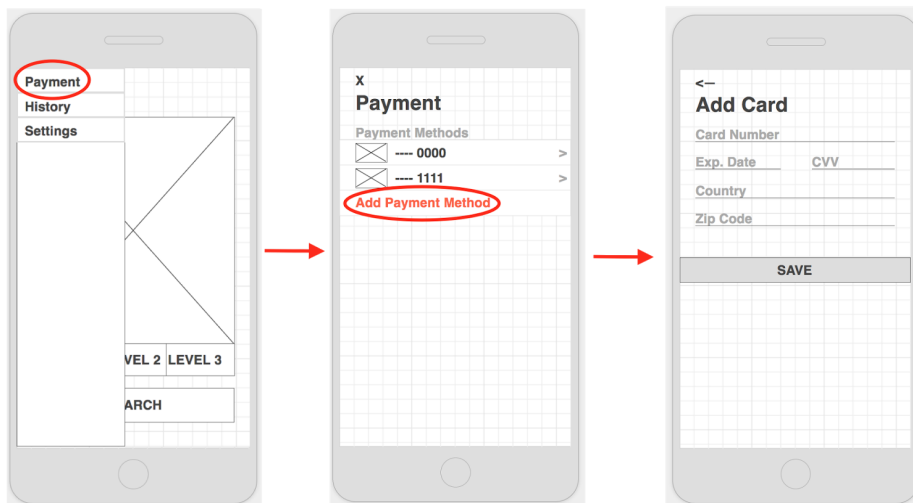 Payment
History
Settings
VEL 2 LEVEL 3
ARCH
X
Payment
Payment Methods
---- 0000 >
---- 1111 >
Add Payment Method
<—
Add Card
Card Number
Exp. Date CVV
Country
Zip Code
SAVE